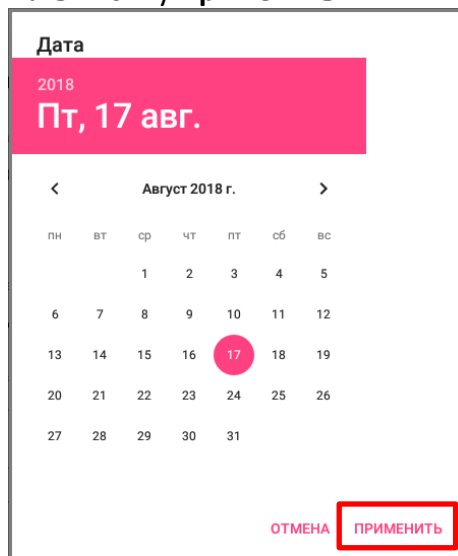 Дата
2018
Пт, 17 авг.
Август 2018 г.
пн вт ср чт пт сб вс
1 2 3 4 5
6 7 8 9 10 11 12
13 14 15 16 17 18 19
20 21 22 23 24 25 26
27 28 29 30 31
ОТМЕНА ПРИМЕНИТЬ